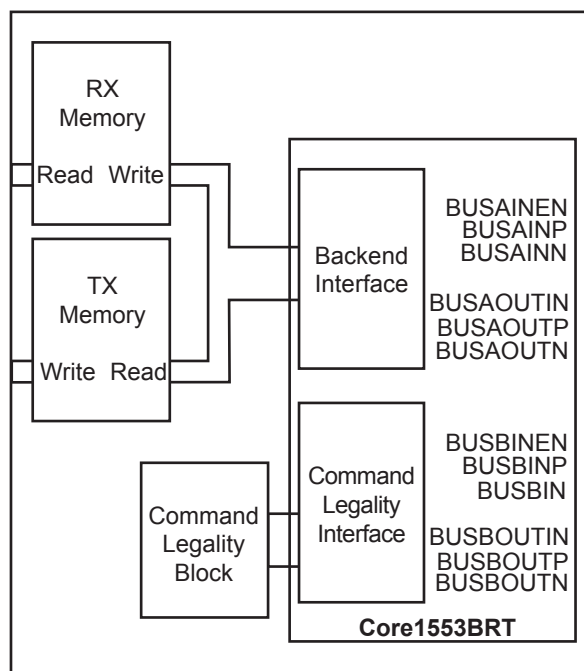 RX
Memory
Read Write
TX
Memory
Write Read
Backend
Interface
BUSAINEN
BUSAINP
BUSAINN
BUSAOUTIN
BUSAOUTP
BUSAOUTN
Command
Legality
Block
Command
Legality
Interface
BUSBINEN
BUSBINP
BUSBIN
BUSBOUTIN
BUSBOUTP
BUSBOUTN
Core1553BRT